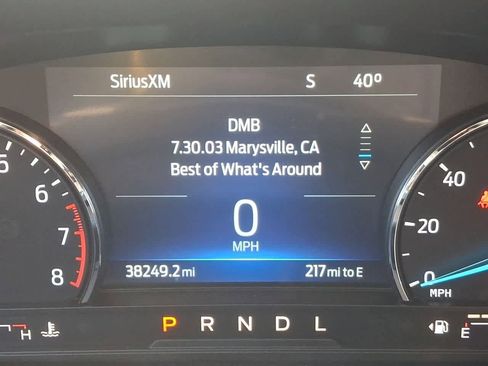 SiriusXM S 40°
DMB
7.30.03 Marysville, CA
Best of What's Around
0
MPH
38249.2 mi 217 mi to E
5
6
7
8
40
20
0
MPH
H
P R N D L
E